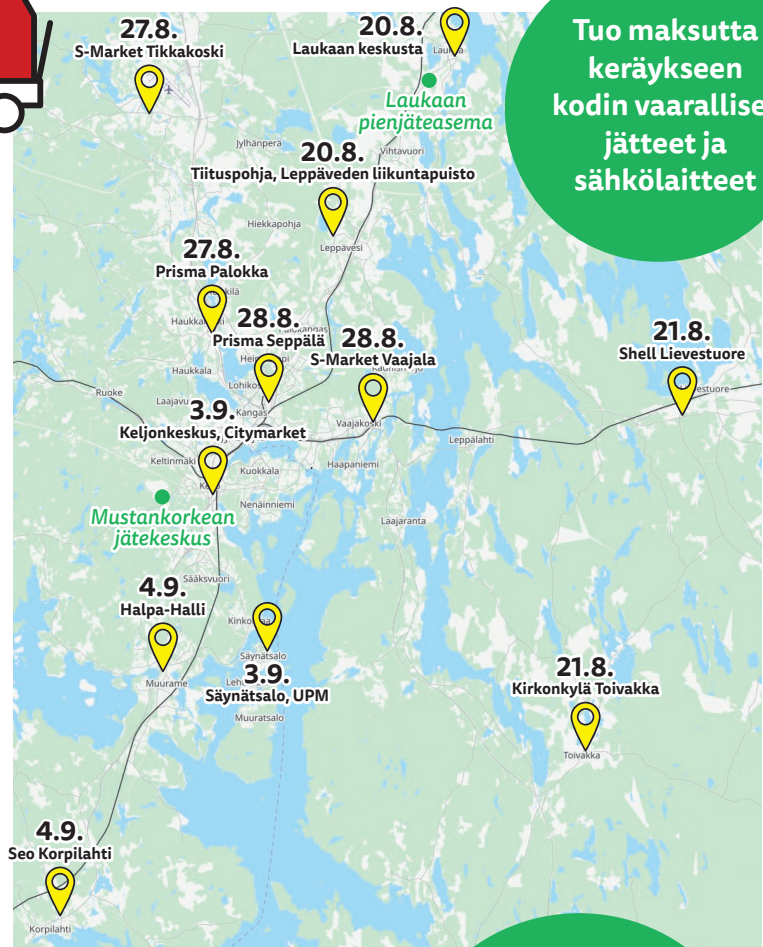 27.8.
S-Market Tikkakoski
20.8.
Laukaan keskusta
Tuo maksutta
keräykseen
kodin
jätteet ja
sähkölaitteet
Laukaan
pienjäteasema
Jylhänperä
Vihtavuori
20.8.
Tiituspohja, Leppäveden liikuntapuisto
Hiekkapohja
Leppävesi
27.8.
Prisma Palokka
28.8.
Prisma Seppälä
28.8.
S-Market Vaajala
21.8.
Shell Lievestuore
Haukkala
Ruoke
Kangas
3.9.
Keljonkeskus, Citymarket
Vaajakoski
Leppälahti
Keltinmäki
Kuokkala
Haapaniemi
Nenäinniemi
Laajaranta
Mustankorkean
jätekeskus
Sääksvuori
4.9.
Halpa-Halli
Muurame
Säynätsalo
3.9.
Säynätsalo, UPM
Muuratsalo
21.8.
Kirkonkylä Toivakka
Toivakka
4.9.
Seo Korpilahti
Korpilahti